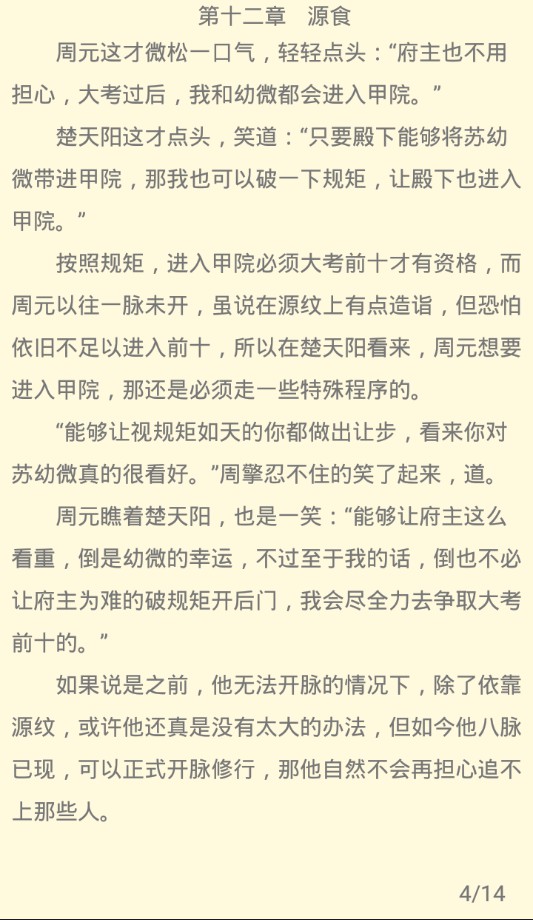 第十二章　源食
周元这才微松一口气，轻轻点头：“府主也不用
担心，大考过后，我和幼微都会进入甲院。”
楚天阳这才点头，笑道：“只要殿下能够将苏幼
微带进甲院，那我也可以破一下规矩，让殿下也进入
甲院。”
按照规矩，进入甲院必须大考前十才有资格，而
周元以往一脉未开，虽说在源纹上有点造诣，但恐怕
依旧不足以进入前十，所以在楚天阳看来，周元想要
进入甲院，那还是必须走一些特殊程序的。
“能够让视规矩如天的你都做出让步，看来你对
苏幼微真的很看好。”周擎忍不住的笑了起来，道。
周元瞧着楚天阳，也是一笑：“能够让府主这么
看重，倒是幼微的幸运，不过至于我的话，倒也不必
让府主为难的破规矩开后门，我会尽全力去争取大考
前十的。”
如果说是之前，他无法开脉的情况下，除了依靠
源纹，或许他还真是没有太大的办法，但如今他八脉
已现，可以正式开脉修行，那他自然不会再担心追不
上那些人。
4/14